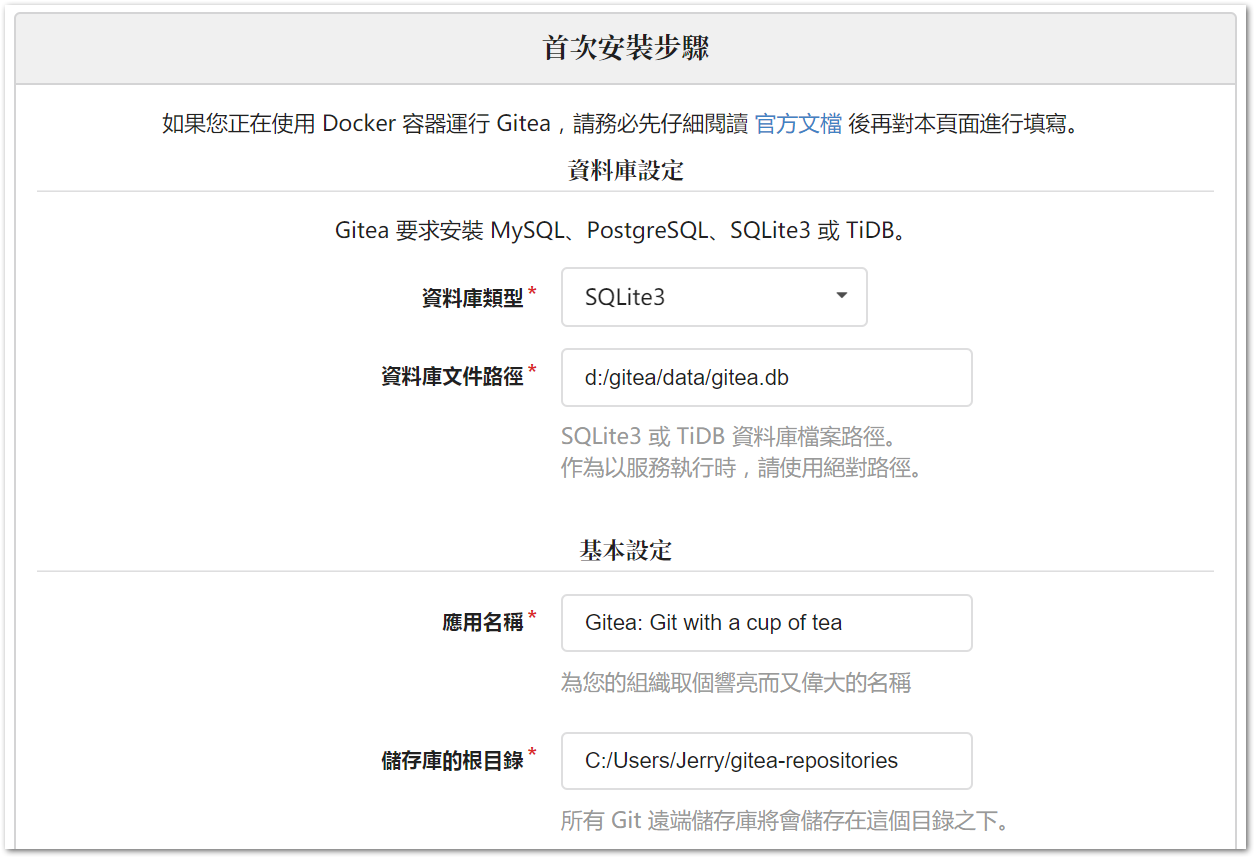 首次安裝步驟
如果您正在使用 Docker 容器運行 Gitea，請務必先仔細閱讀 官方文檔 後再對本頁面進行填寫。
資料庫設定
Gitea 要求安裝 MySQL、PostgreSQL、SQLite3 或 TiDB。
資料庫類型* SQLite3
資料庫文件路徑* d:/gitea/data/gitea.db
SQLite3 或 TiDB 資料庫檔案路徑。
作為以服務執行時，請使用絕對路徑。
基本設定
應用名稱* Gitea: Git with a cup of tea
為您的組織取個響亮而又偉大的名稱
儲存庫的根目錄* C:/Users/Jerry/gitea-repositories
所有 Git 遠端儲存庫將會儲存在這個目錄之下。